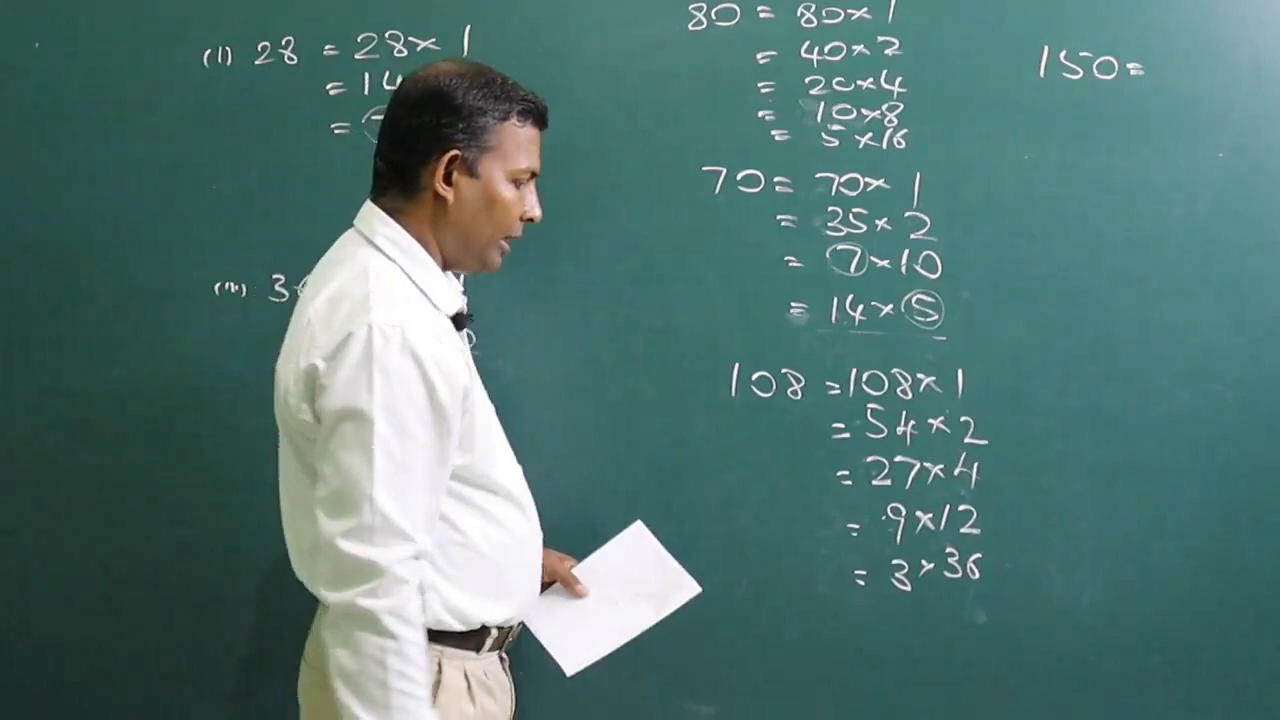 (I) 28 = 28 × 1
= 14
=
(III) 3
80 = 80 × 1
= 40 × 2
= 20 × 4
= 10 × 8
= 5 × 16
70 = 70 × 1
= 35 × 2
= 7 × 10
= 14 × 5
108 = 108 × 1
= 54 × 2
= 27 × 4
= 9 × 12
= 3 × 36
150 =